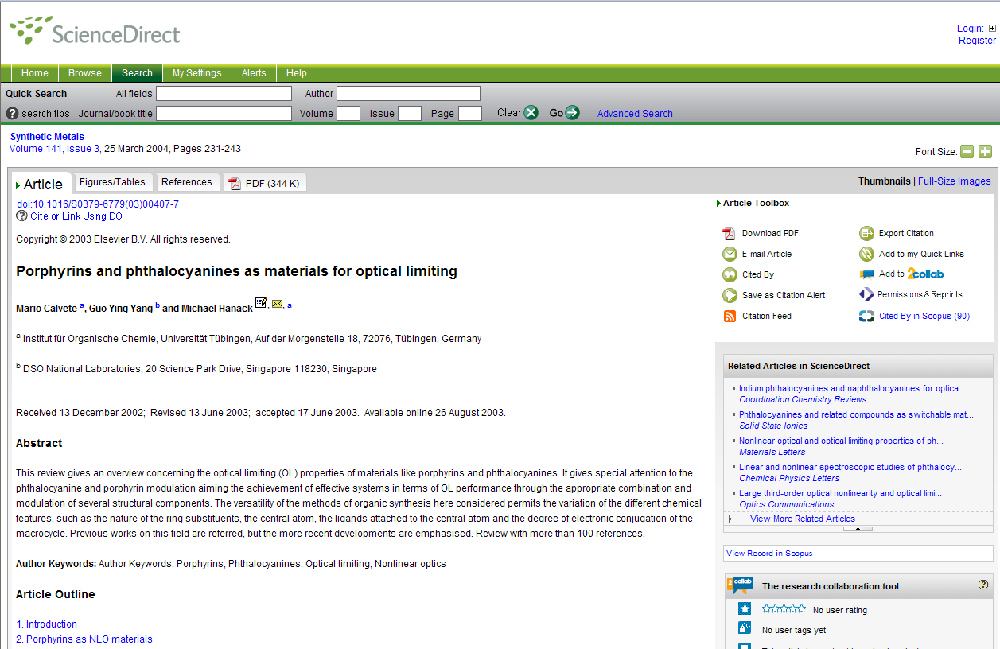 ScienceDirect
Login:
Register
Home Browse Search My Settings Alerts Help
Quick Search All fields Author
? search tips Journal/book title Volume Issue Page Clear Go Advanced Search
Synthetic Metals
Volume 141, Issue 3, 25 March 2004, Pages 231-243
Font Size:
Article Figures/Tables References PDF (344 K)
Thumbnails | Full-Size Images
doi:10.1016/S0379-6779(03)00407-7
? Cite or Link Using DOI
Copyright © 2003 Elsevier B.V. All rights reserved.
Porphyrins and phthalocyanines as materials for optical limiting
Mario Calvete a, Guo Ying Yang b and Michael Hanack , , a
a Institut für Organische Chemie, Universität Tübingen, Auf der Morgenstelle 18, 72076, Tübingen, Germany
b DSO National Laboratories, 20 Science Park Drive, Singapore 118230, Singapore
Received 13 December 2002; Revised 13 June 2003; accepted 17 June 2003. Available online 26 August 2003.
Abstract
This review gives an overview concerning the optical limiting (OL) properties of materials like porphyrins and phthalocyanines. It gives special attention to the
phthalocyanine and porphyrin modulation aiming the achievement of effective systems in terms of OL performance through the appropriate combination and
modulation of several structural components. The versatility of the methods of organic synthesis here considered permits the variation of the different chemical
features, such as the nature of the ring substituents, the central atom, the ligands attached to the central atom and the degree of electronic conjugation of the
macrocycle. Previous works on this field are referred, but the more recent developments are emphasised. Review with more than 100 references.
Author Keywords: Author Keywords: Porphyrins; Phthalocyanines; Optical limiting; Nonlinear optics
Article Outline
1. Introduction
2. Porphyrins as NLO materials
Article Toolbox
Download PDF Export Citation
E-mail Article Add to my Quick Links
Cited By Add to 2collab
Save as Citation Alert Permissions & Reprints
Citation Feed Cited By in Scopus (90)
Related Articles in ScienceDirect
Indium phthalocyanines and naphthalocyanines for optica...
Coordination Chemistry Reviews
Phthalocyanines and related compounds as switchable mat...
Solid State Ionics
Nonlinear optical and optical limiting properties of ph...
Materials Letters
Linear and nonlinear spectroscopic studies of phthalocy...
Chemical Physics Letters
Large third-order optical nonlinearity and optical limi...
Optics Communications
View More Related Articles
View Record in Scopus
2collab The research collaboration tool ?
No user rating
No user tags yet